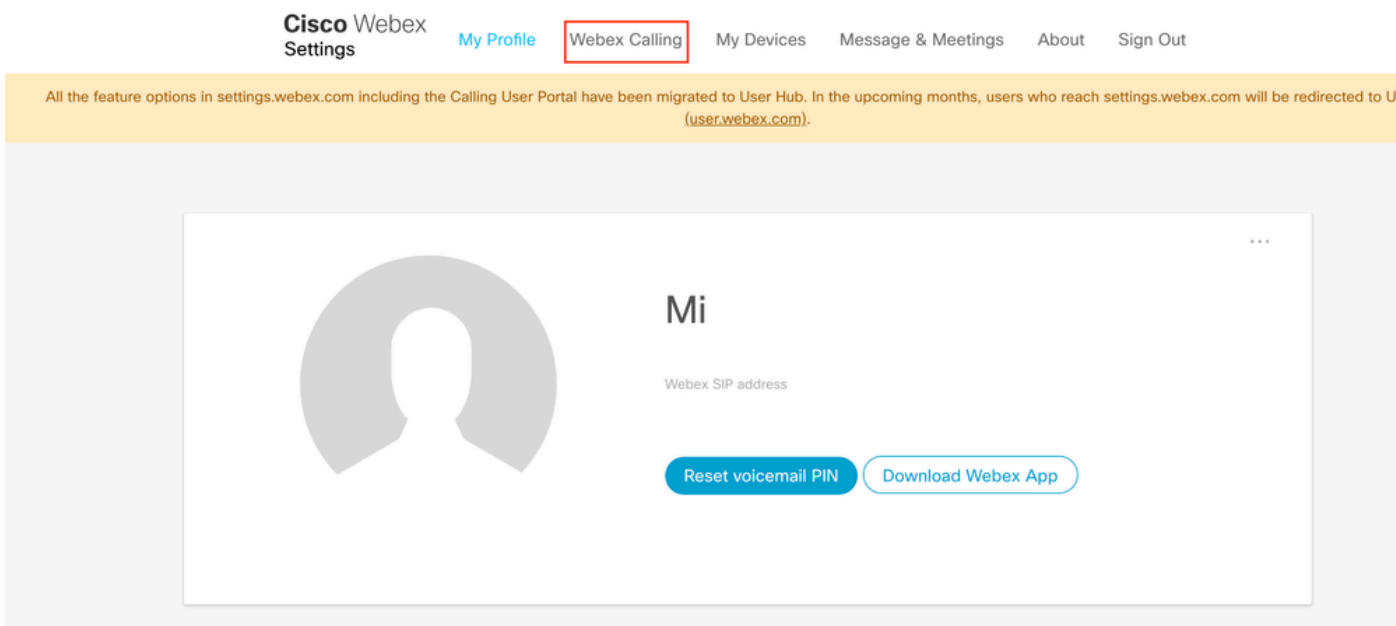 Cisco Webex
Settings
My Profile
Webex Calling
My Devices
Message & Meetings
About
Sign Out
All the feature options in settings.webex.com including the Calling User Portal have been migrated to User Hub. In the upcoming months, users who reach settings.webex.com will be redirected to U
(user.webex.com).
Mi
Webex SIP address
Reset voicemail PIN
Download Webex App